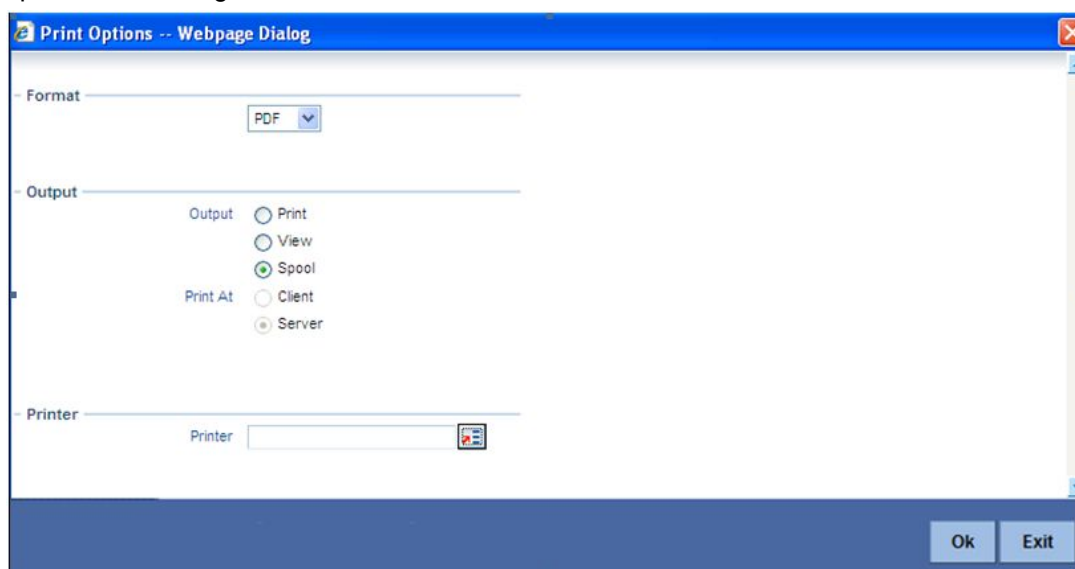 Print Options -- Webpage Dialog
Format
PDF
Output
Output Print
View
Spool
Print At Client
Server
Printer
Printer
Ok Exit